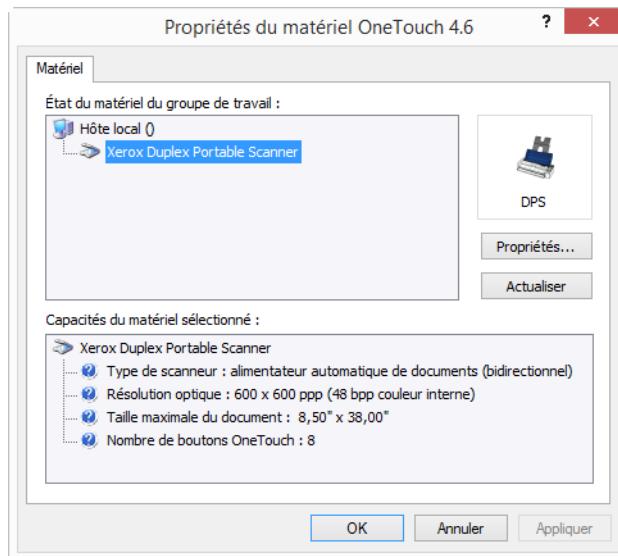 Propriétés du matériel OneTouch 4.6
?
x
Matériel
État du matériel du groupe de travail :
Hôte local ()
Xerox Duplex Portable Scanner
DPS
Propriétés...
Actualiser
Capacités du matériel sélectionné :
Xerox Duplex Portable Scanner
Type de scanneur : alimentateur automatique de documents (bidirectionnel)
Résolution optique : 600 x 600 ppp (48 bpp couleur interne)
Taille maximale du document : 8,50" x 38,00"
Nombre de boutons OneTouch : 8
OK
Annuler
Appliquer